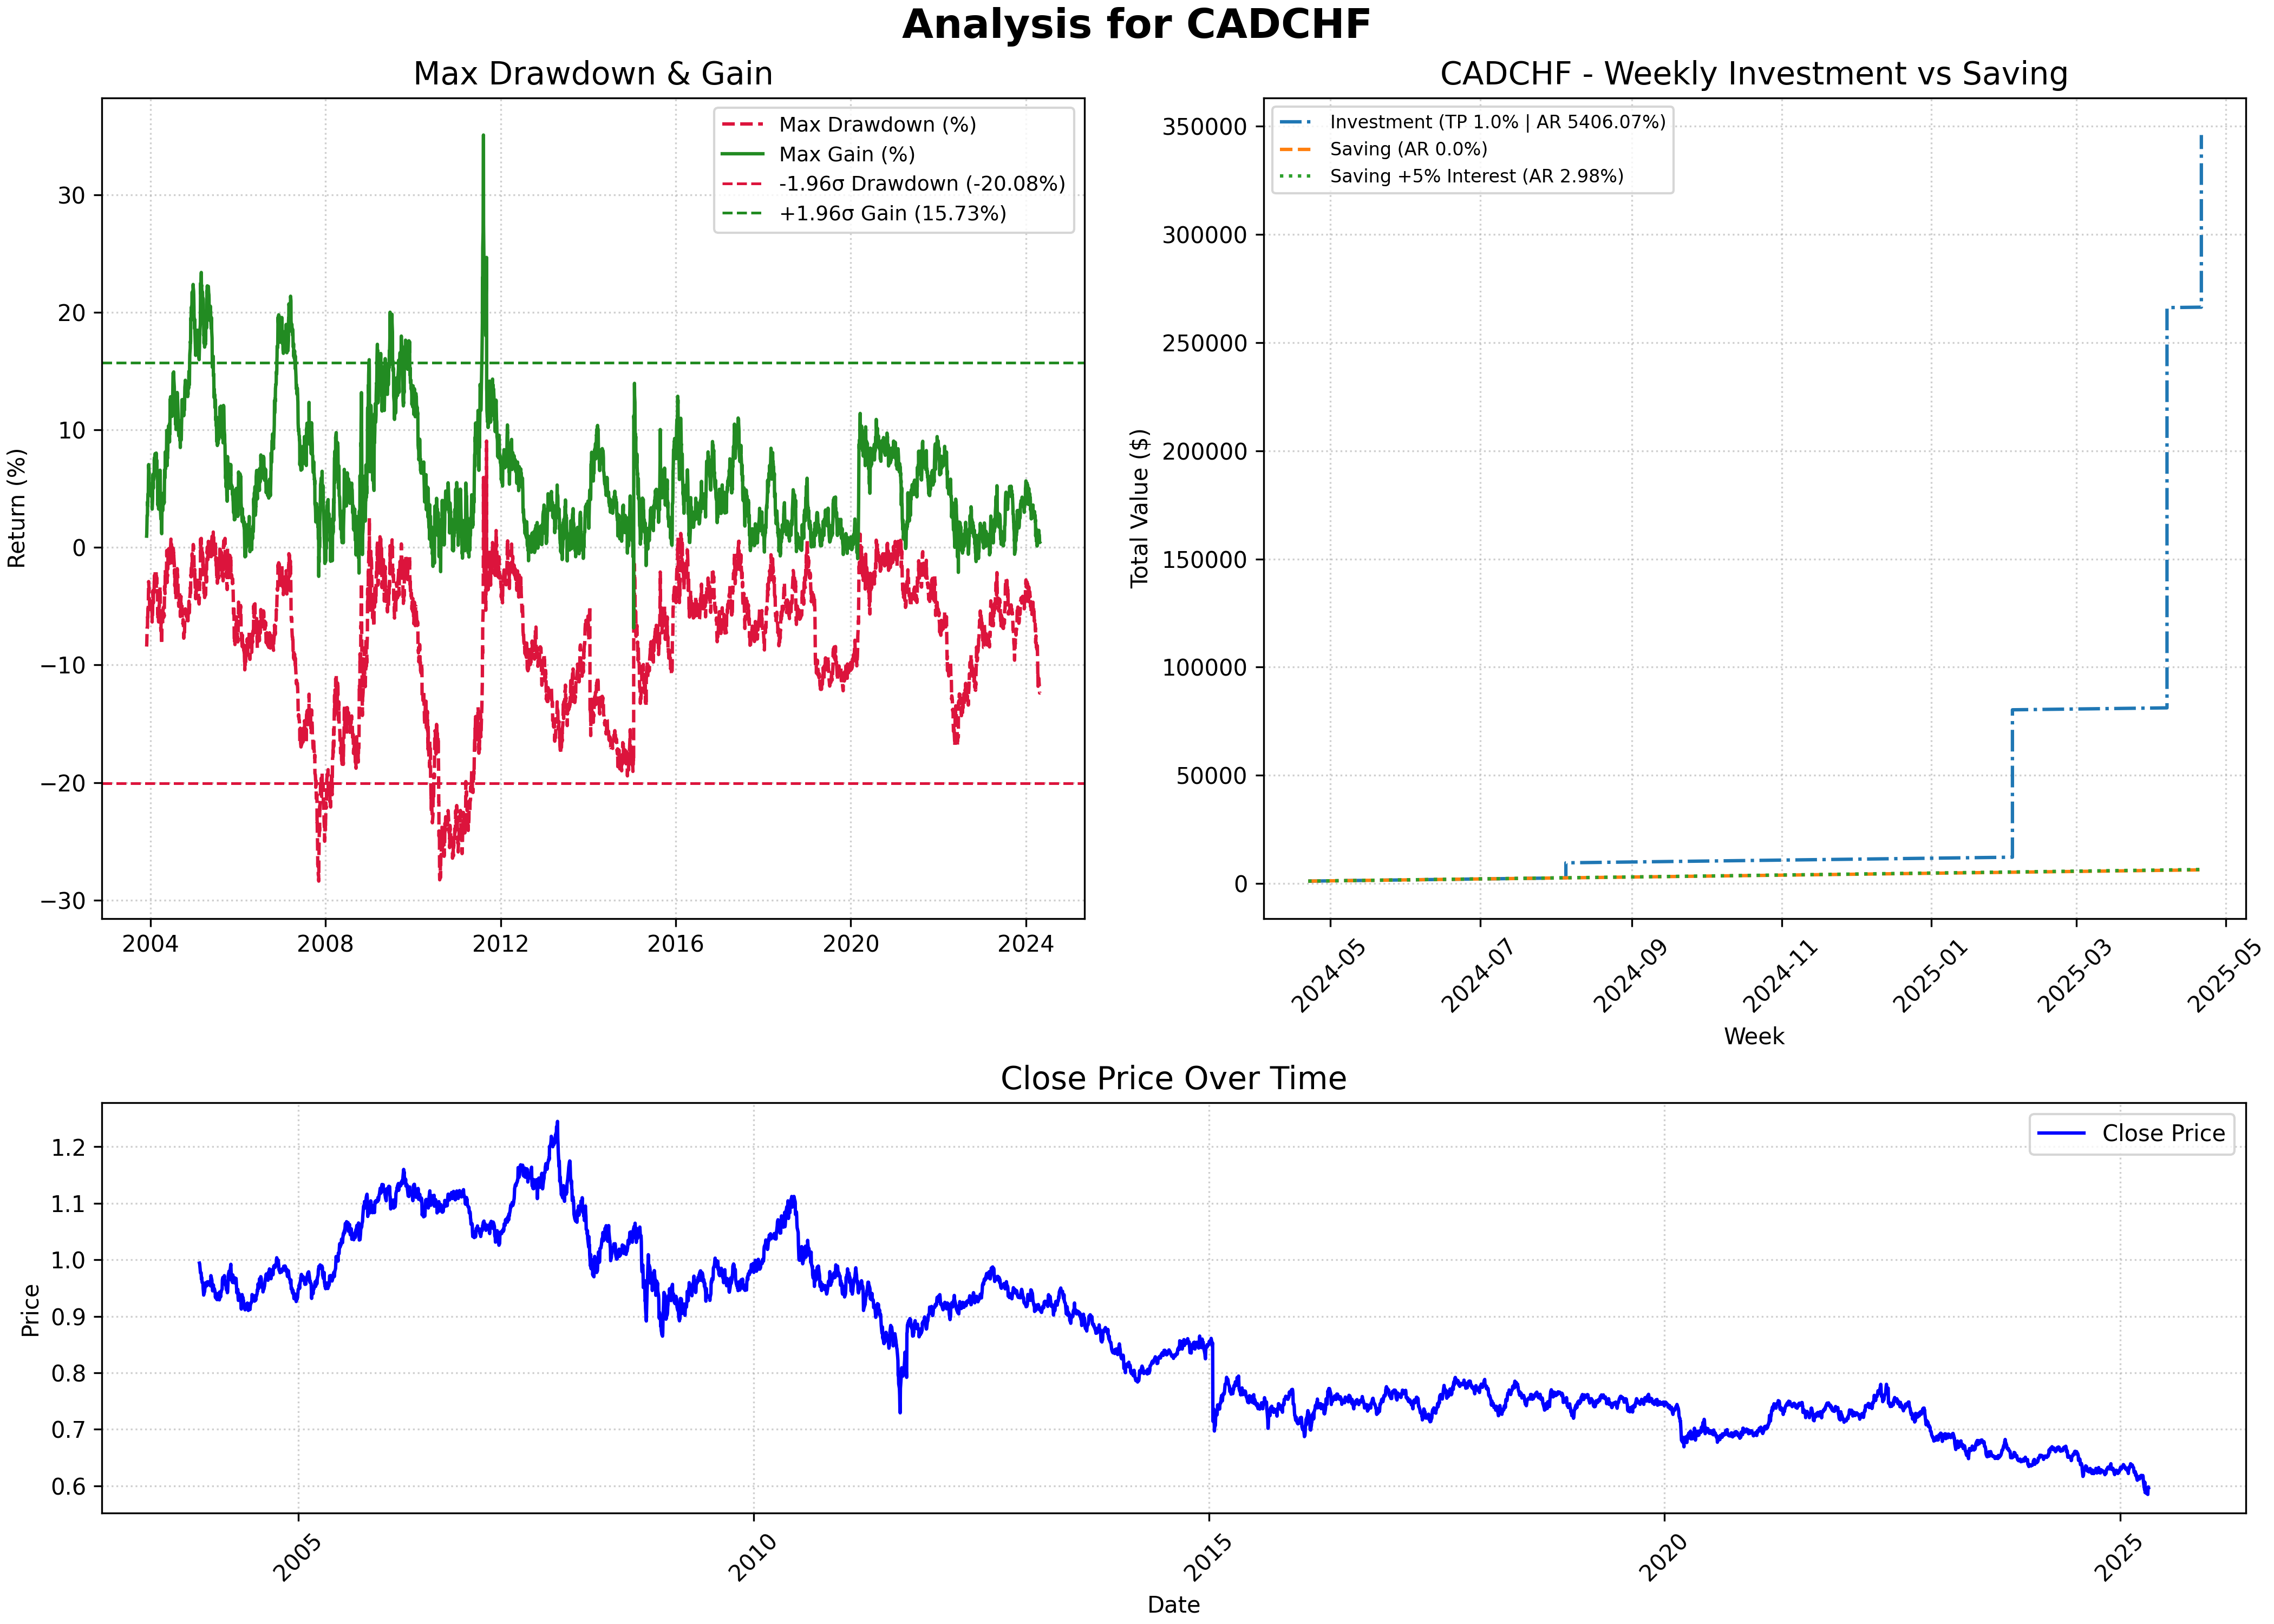 Analysis for CADCHF
Max Drawdown & Gain
Max Drawdown (%)
Max Gain (%)
-1.96σ Drawdown (-20.08%)
+1.96σ Gain (15.73%)
Return (%)
30
20
10
0
−10
−20
−30
2004
2008
2012
2016
2020
2024
CADCHF - Weekly Investment vs Saving
Investment (TP 1.0% | AR 5406.07%)
Saving (AR 0.0%)
Saving +5% Interest (AR 2.98%)
Total Value ($)
350000
300000
250000
200000
150000
100000
50000
0
2024-05
2024-07
2024-09
2024-11
2025-01
2025-03
2025-05
Week
Close Price Over Time
Close Price
Price
1.2
1.1
1.0
0.9
0.8
0.7
0.6
2005
2010
2015
2020
2025
Date